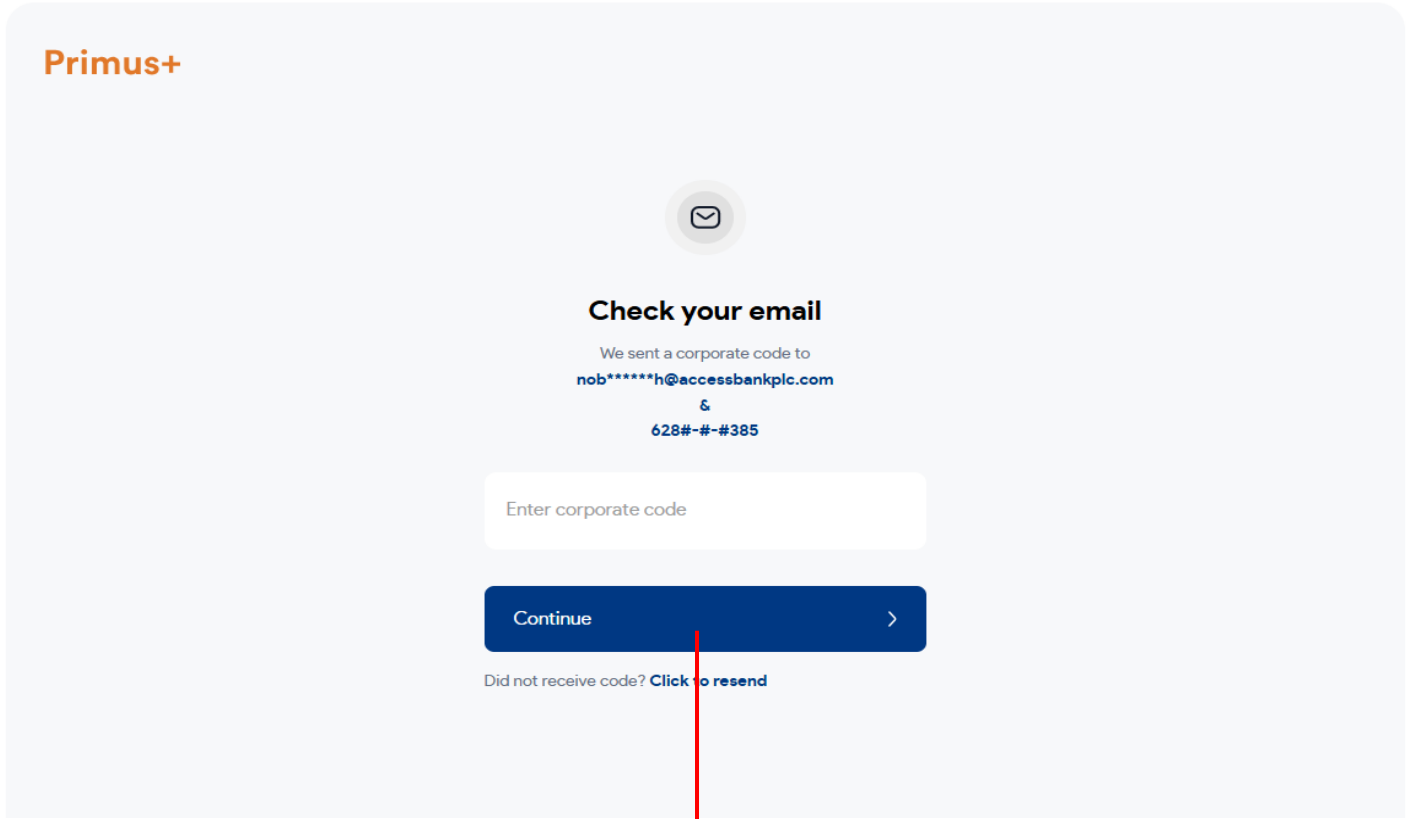 Primus+
Check your email
We sent a corporate code to
nob******h@accessbankplc.com
&
628#-#-#385
Enter corporate code
Continue
Did not receive code? Click to resend